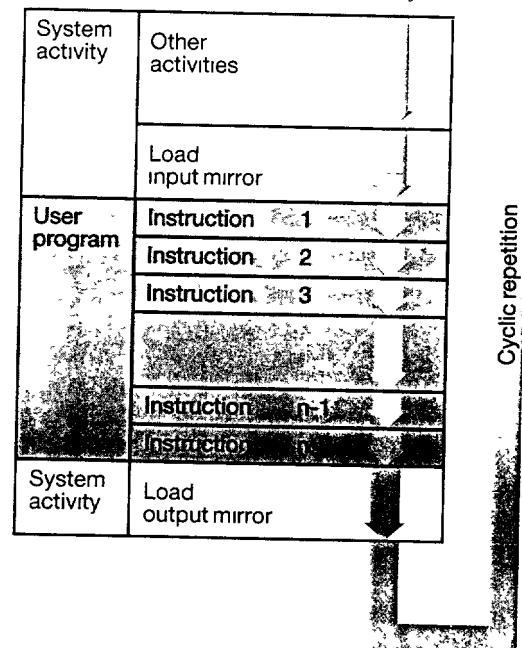 System
activity
Other
activities
Load
input mirror
User
program
Instruction 1
Instruction 2
Instruction 3
Instruction n-1
Instruction n
System
activity
Load
output mirror
Cyclic repetition